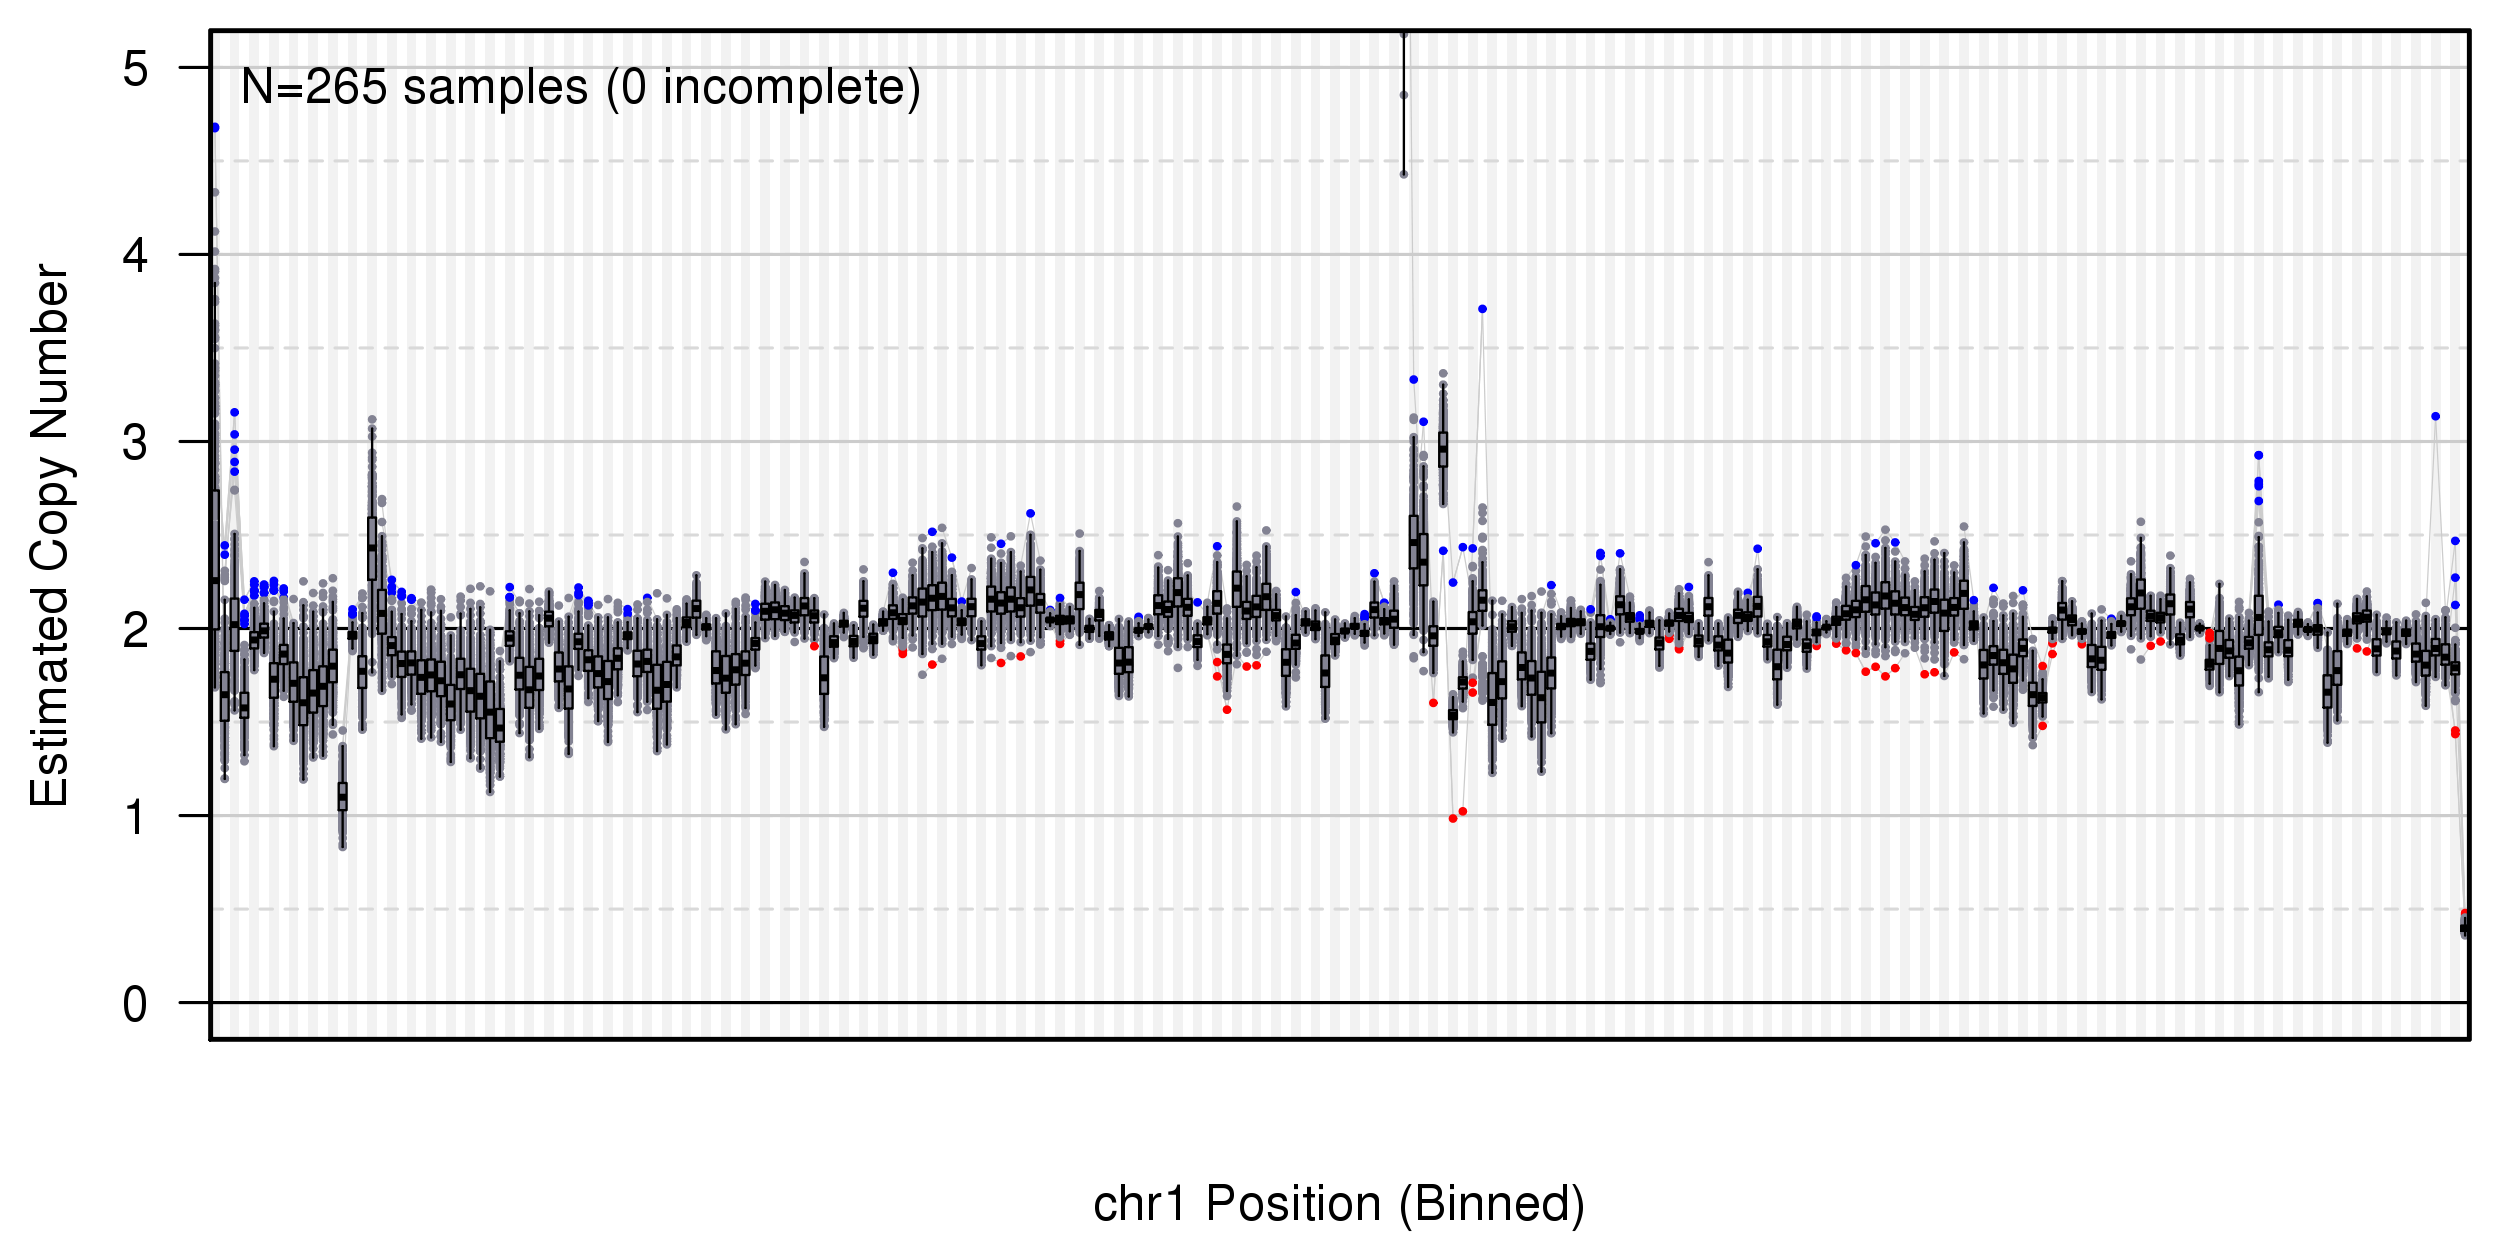 N=265 samples (0 incomplete)
Estimated Copy Number
5
4
3
2
1
0
chr1 Position (Binned)